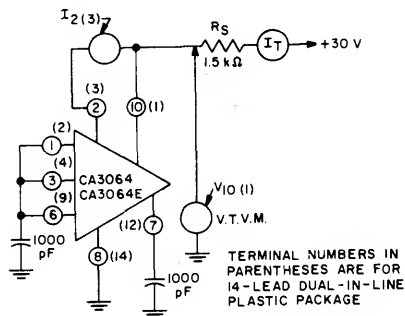 I2(3)
RS
1.5 kΩ
IT
+30 V
(3)
2
10 (1)
(2)
1
(4)
3
CA3064
CA3064E
V10 (1)
(9)
6
(12)
7
V.T.V.M.
1000
pF
8 (14)
1000
pF
TERMINAL NUMBERS IN
PARENTHESES ARE FOR
14-LEAD DUAL-IN-LINE
PLASTIC PACKAGE